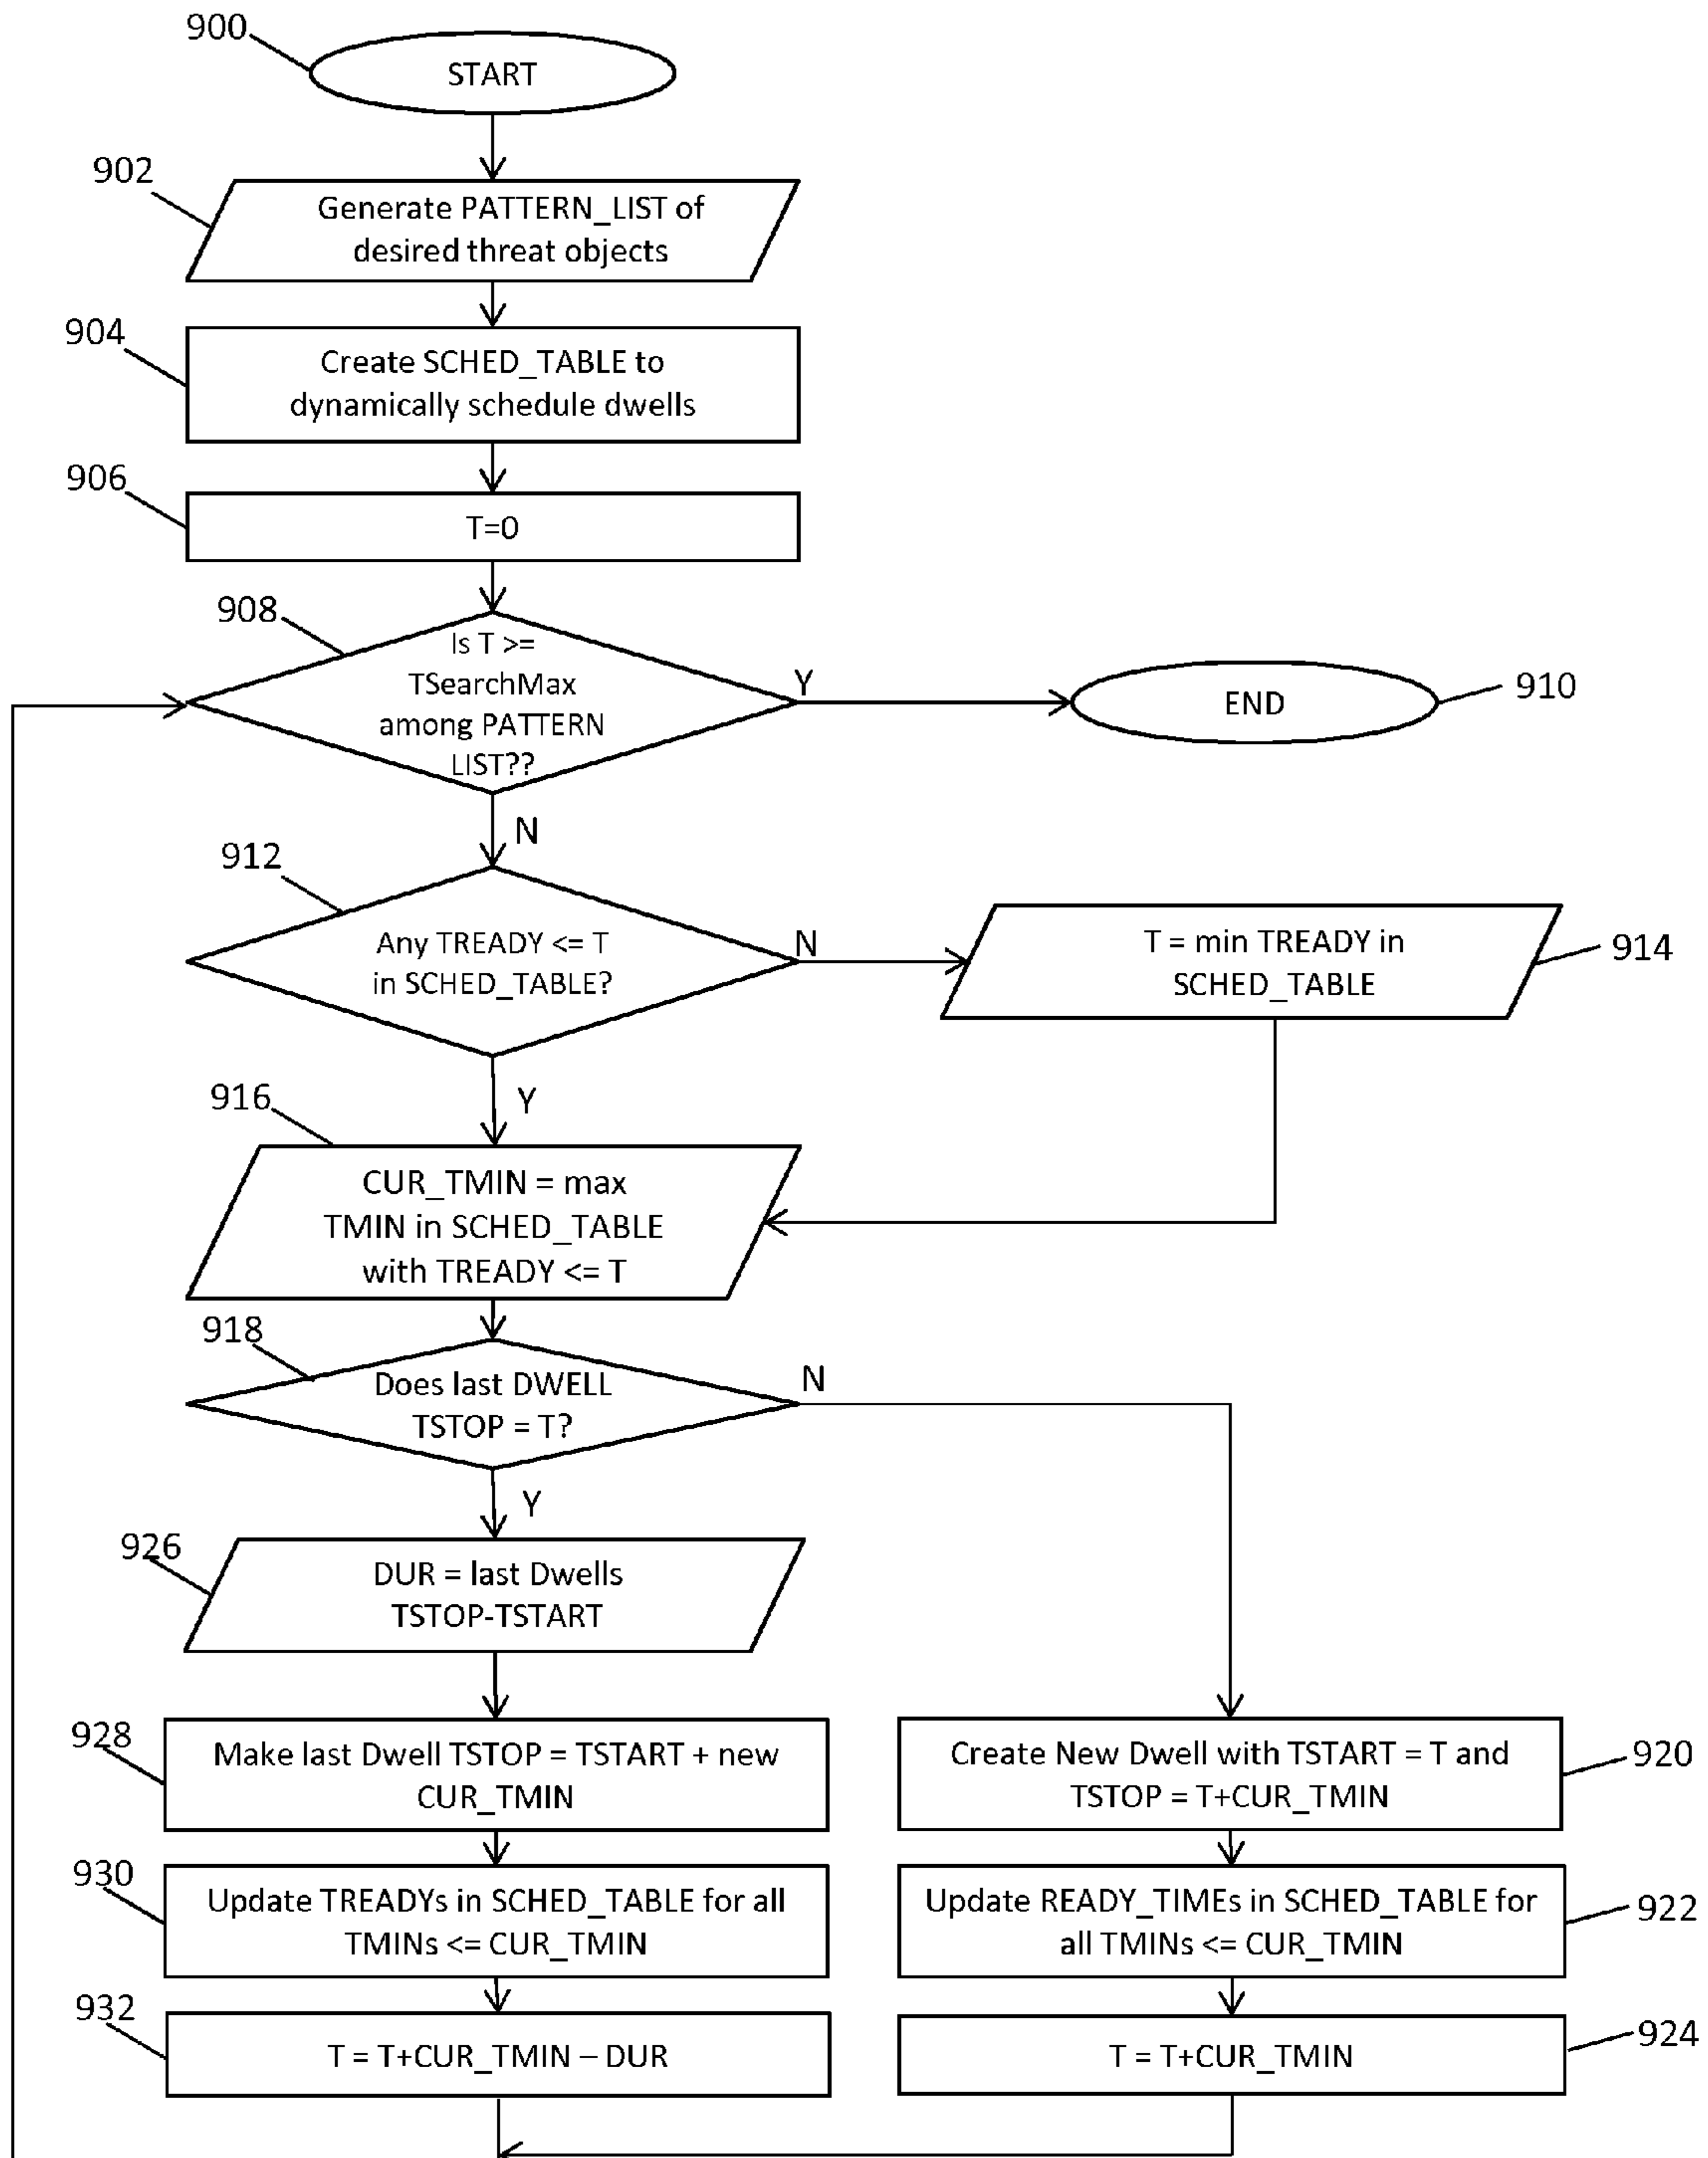 900
START
902
Generate PATTERN_LIST of
desired threat objects
904
Create SCHED_TABLE to
dynamically schedule dwells
906
T=0
908
Is T >=
TSearchMax
among PATTERN
LIST??
Y
END
910
N
912
Any TREADY <= T
in SCHED_TABLE?
N
T = min TREADY in
SCHED_TABLE
914
Y
916
CUR_TMIN = max
TMIN in SCHED_TABLE
with TREADY <= T
918
Does last DWELL
TSTOP = T?
N
Y
926
DUR = last Dwells
TSTOP-TSTART
928
Make last Dwell TSTOP = TSTART + new
CUR_TMIN
Create New Dwell with TSTART = T and
TSTOP = T+CUR_TMIN
920
930
Update TREADYs in SCHED_TABLE for all
TMINs <= CUR_TMIN
Update READY_TIMEs in SCHED_TABLE for
all TMINs <= CUR_TMIN
922
932
T = T+CUR_TMIN – DUR
T = T+CUR_TMIN
924